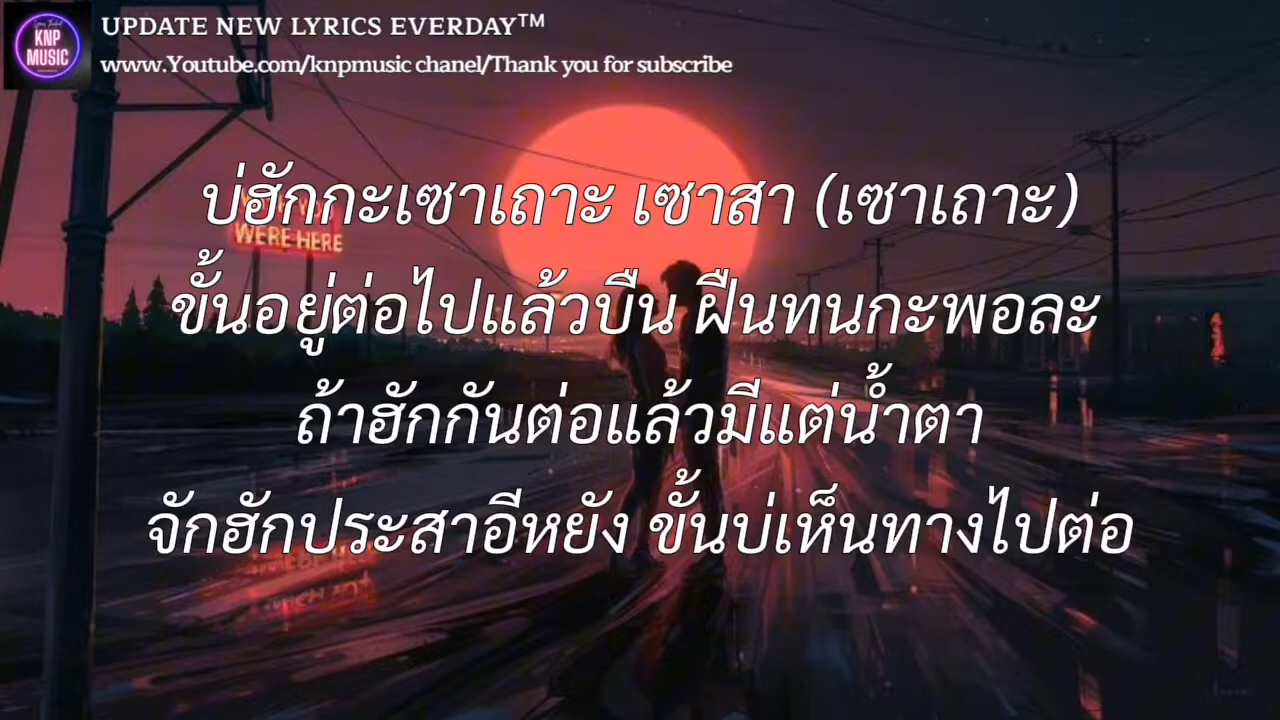 KNP
MUSIC
UPDATE NEW LYRICS EVERDAY™
www.Youtube.com/knpmusic chanel/Thank you for subscribe
บ่ฮักกะเซาเถาะ เซาสา (เซาเถาะ)
WERE HERE
ขั้นอยู่ต่อไปแล้วบืน ฝืนทนกะพอละ
ถ้าฮักกันต่อแล้วมีแต่น้ำตา
จักฮักประสาอีหยัง ขั้นบ่เห็นทางไปต่อ